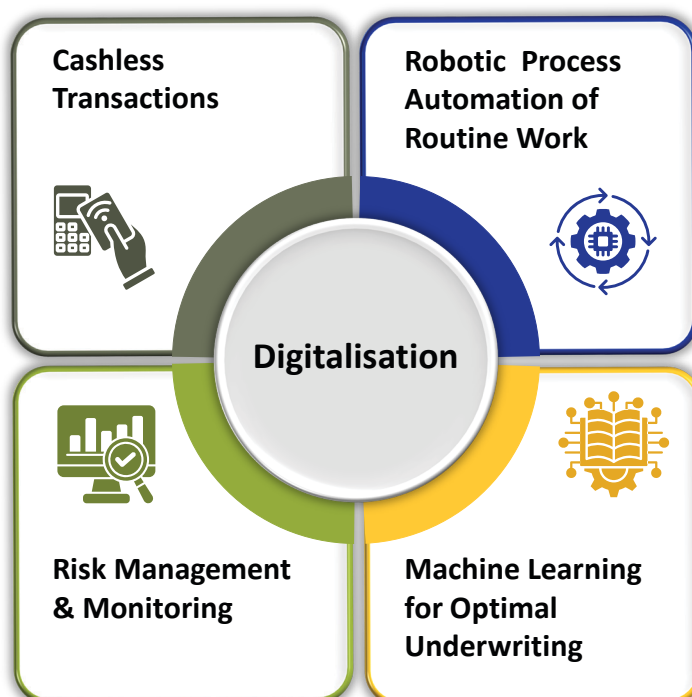 Cashless
Transactions
Robotic Process
Automation of
Routine Work
Digitalisation
Risk Management
& Monitoring
Machine Learning
for Optimal
Underwriting